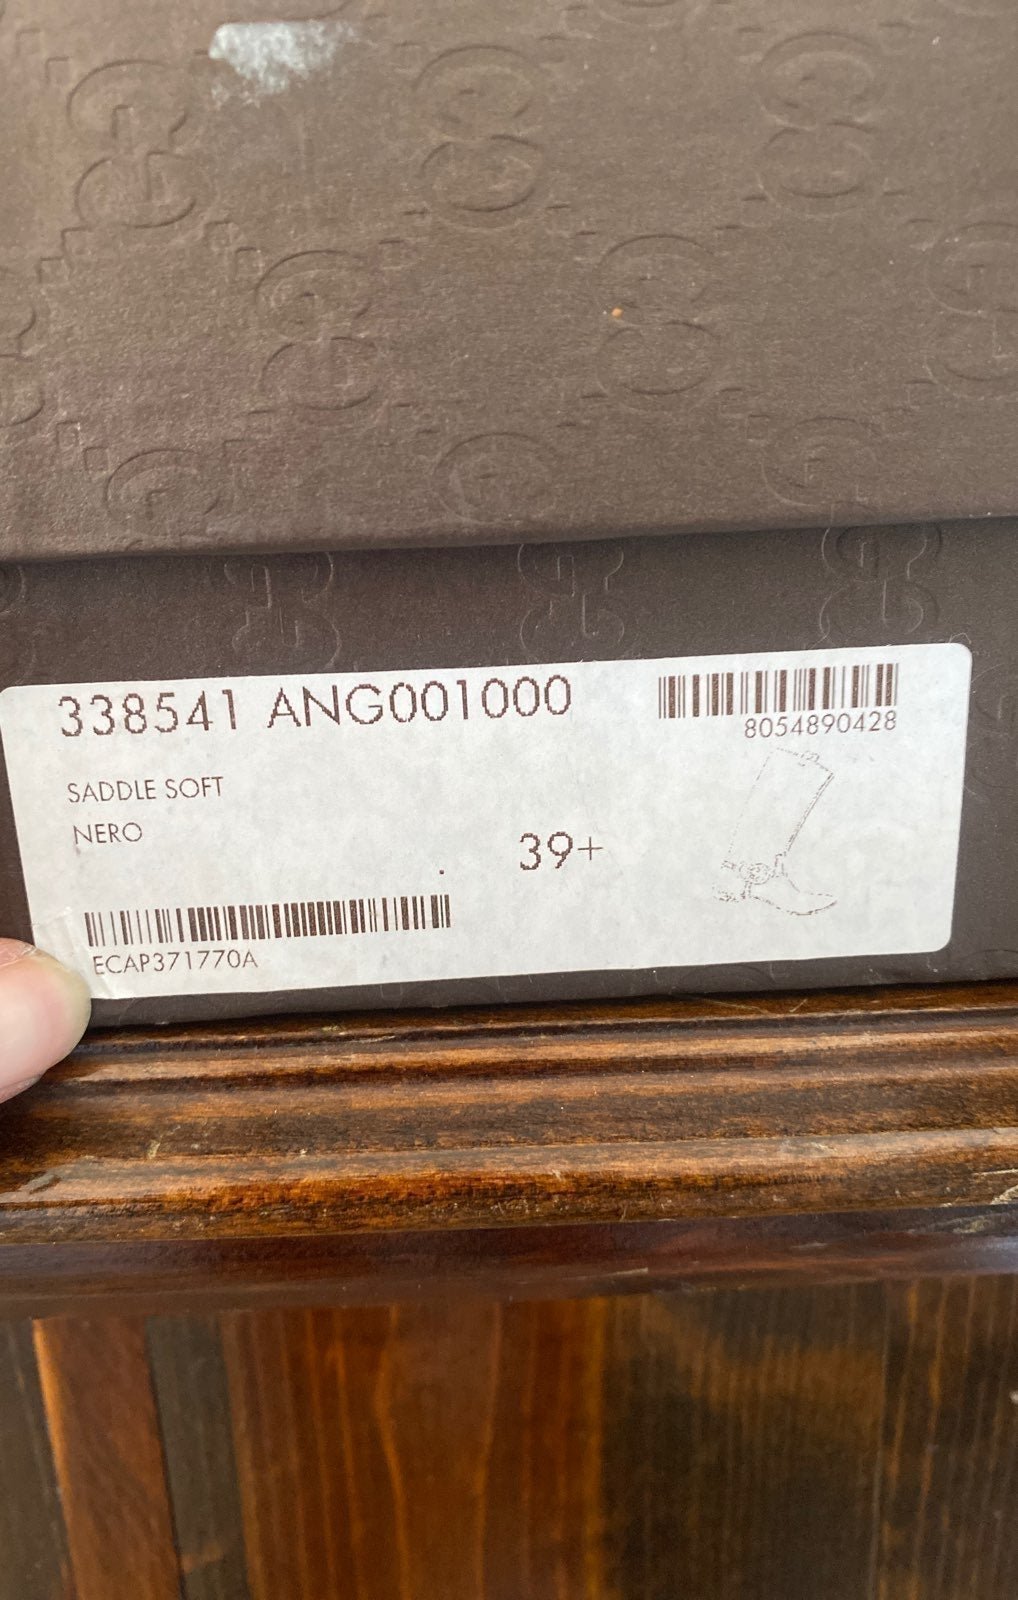 338541 ANG001000
8054890428
SADDLE SOFT
NERO
39+
ECAP371770A